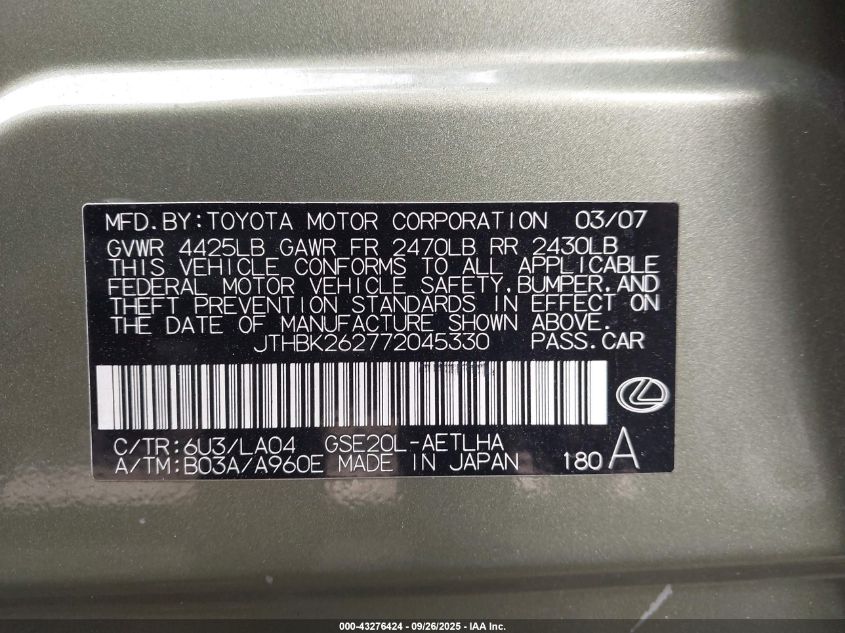 MFD.BY:TOYOTA MOTOR CORPORATION 03/07
GVWR 4425LB GAWR FR 2470LB RR 2430LB
THIS VEHICLE CONFORMS TO ALL APPLICABLE
FEDERAL MOTOR VEHICLE SAFETY,BUMPER,AND
THEFT PREVENTION STANDARDS IN EFFECT ON
THE DATE OF MANUFACTURE SHOWN ABOVE.
JTHBK262772045330 PASS.CAR
C/TR:6U3/LA04 GSE20L-AETLHA
A/TM:B03A/A960E MADE IN JAPAN 180 A
000-43276424 - 09/26/2025 - IAA Inc.